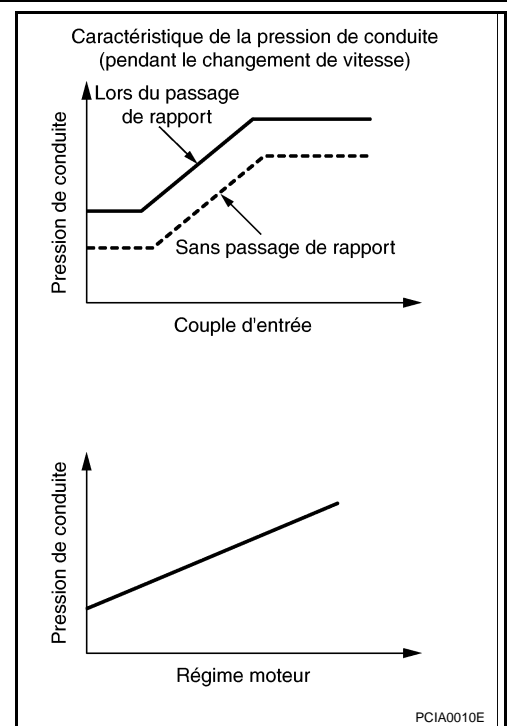 Caractéristique de la pression de conduite
(pendant le changement de vitesse)
Lors du passage
de rapport
Pression de conduite
Sans passage de rapport
Couple d'entrée
Pression de conduite
Régime moteur
PCIA0010E